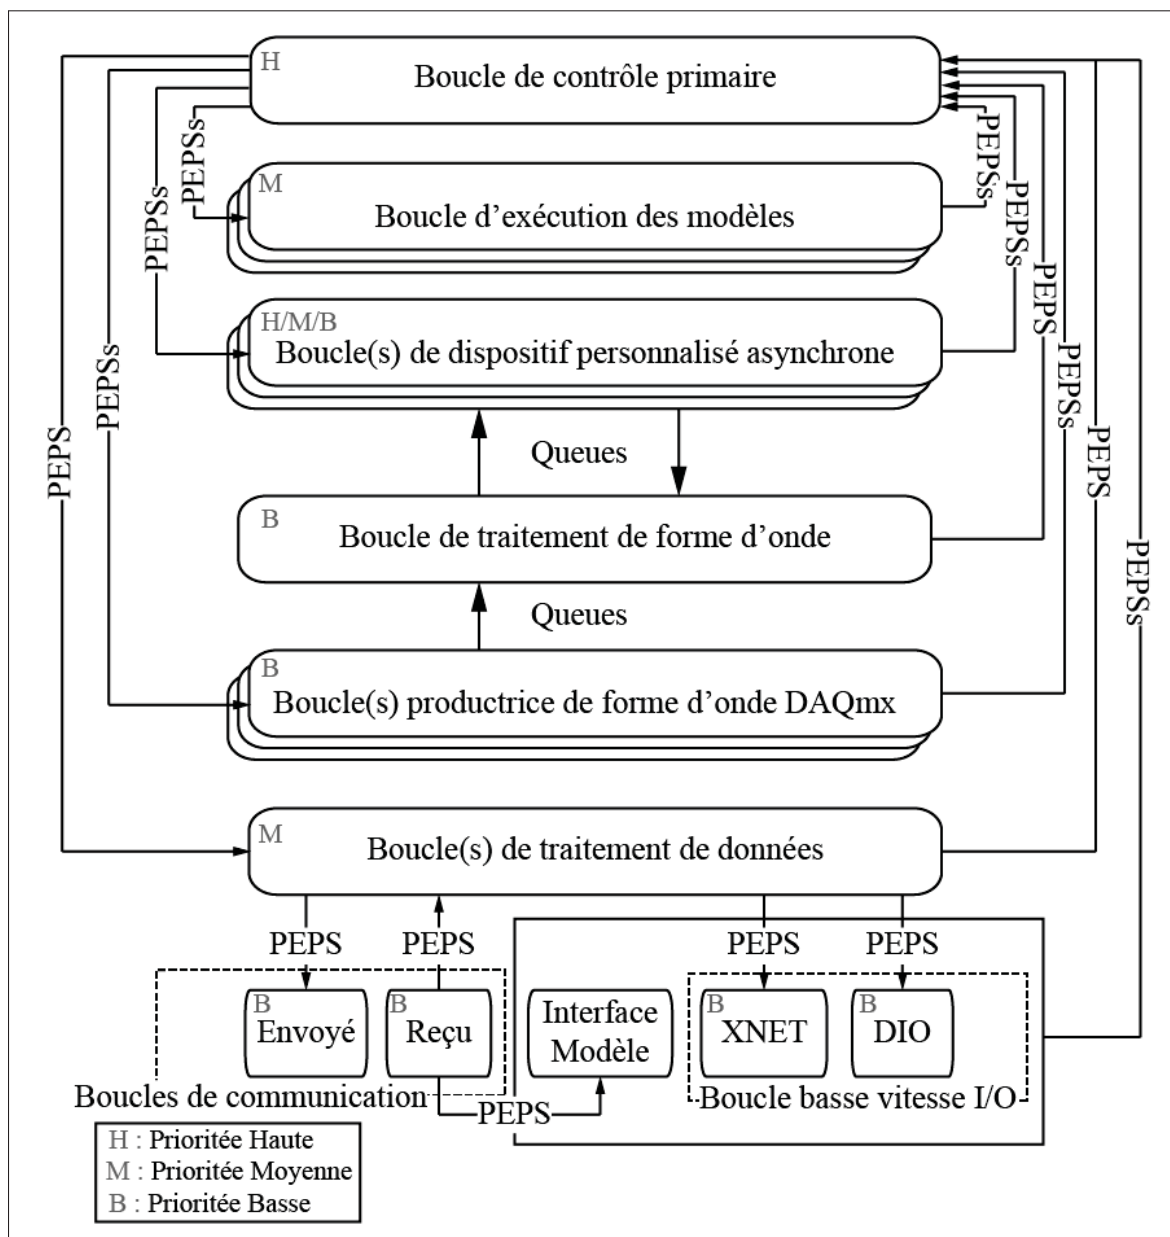 H
Boucle de contrôle primaire
PEPSs
PEPSs
M
Boucle d'exécution des modèles
PEPSs
PEPSs
H/M/B
Boucle(s) de dispositif personnalisé asynchrone
PEPS
PEPSs
PEPSs
PEPS
PEPS
PEPSs
Queues
B
Boucle de traitement de forme d'onde
Queues
B
Boucle(s) productrice de forme d'onde DAQmx
M
Boucle(s) de traitement de données
PEPS
PEPS
PEPS
PEPS
B
Envoyé
B
Reçu
Interface
Modèle
B
XNET
B
DIO
Boucles de communication
PEPS
Boucle basse vitesse I/O
H : Prioritée Haute
M : Prioritée Moyenne
B : Prioritée Basse